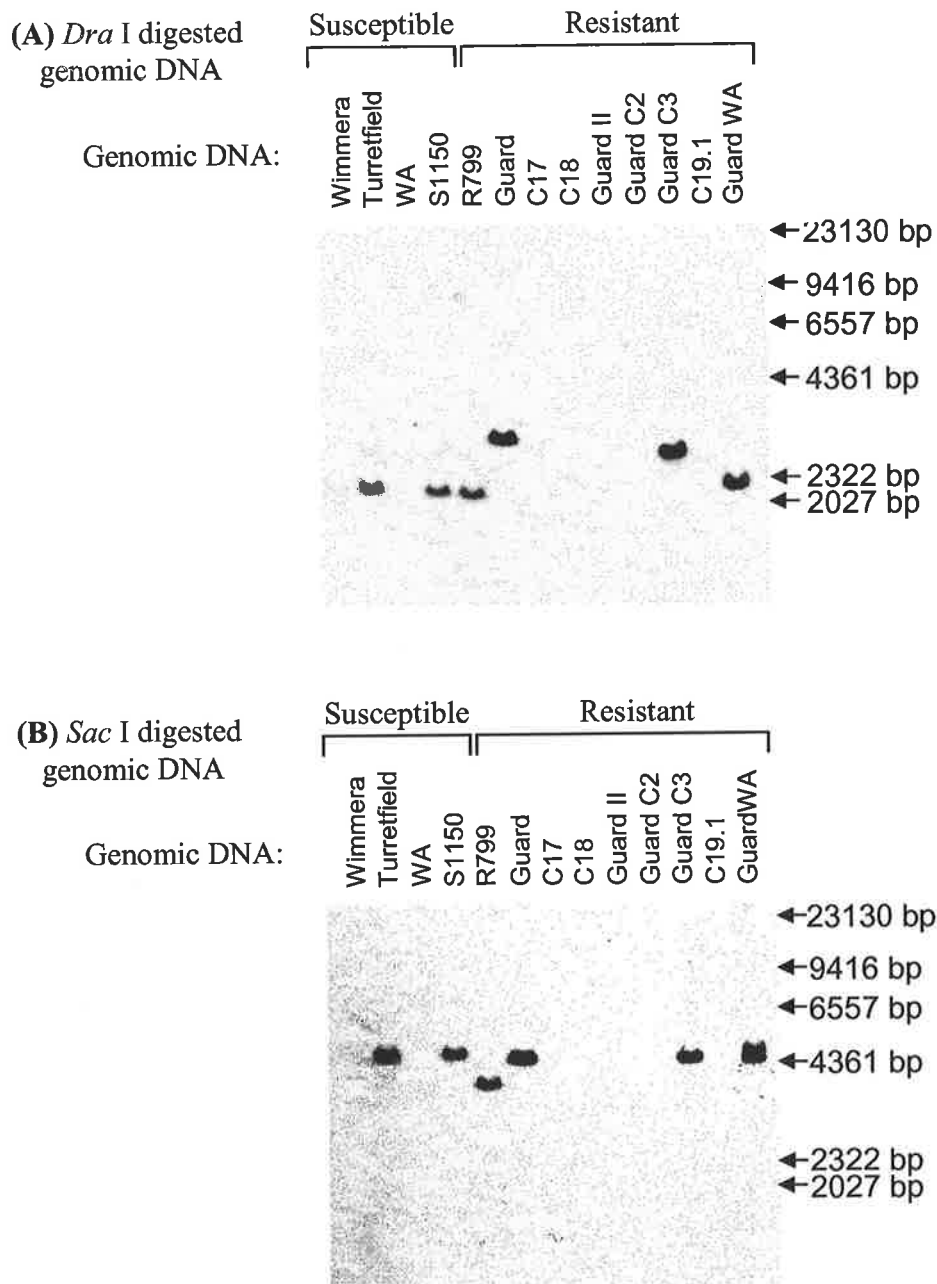 (A) Dra I digested
genomic DNA
Susceptible
Resistant
Genomic DNA:
Wimmera
Turretfield
WA
S1150
R799
Guard
C17
C18
Guard II
Guard C2
Guard C3
C19.1
Guard WA
23130 bp
9416 bp
6557 bp
4361 bp
2322 bp
2027 bp
(B) Sac I digested
genomic DNA
Susceptible
Resistant
Genomic DNA:
Wimmera
Turretfield
WA
S1150
R799
Guard
C17
C18
Guard II
Guard C2
Guard C3
C19.1
GuardWA
23130 bp
9416 bp
6557 bp
4361 bp
2322 bp
2027 bp